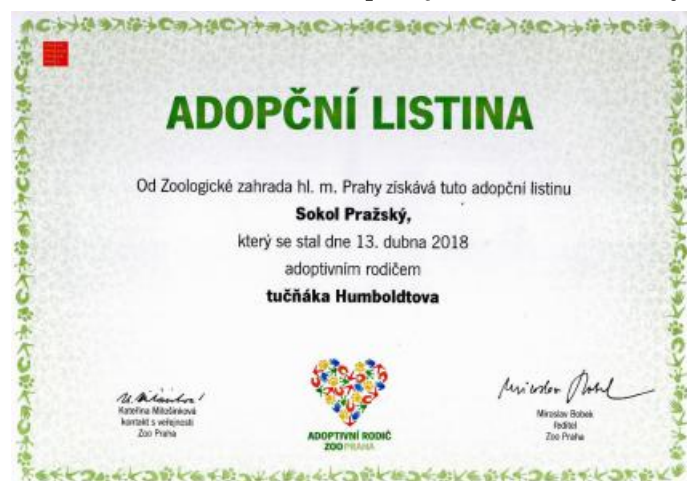 ADOPČNÍ LISTINA
Od Zoologické zahrada hl. m. Prahy získává tuto adopční listinu
Sokol Pražský,
který se stal dne 13. dubna 2018
adoptivním rodičem
tučňáka Humboldtova
Kateřina Milošinková
kontakt s veřejností
Zoo Praha
ADOPTIVNÍ RODIČ
ZOO PRAHA
Miroslav Bobek
ředitel
Zoo Praha